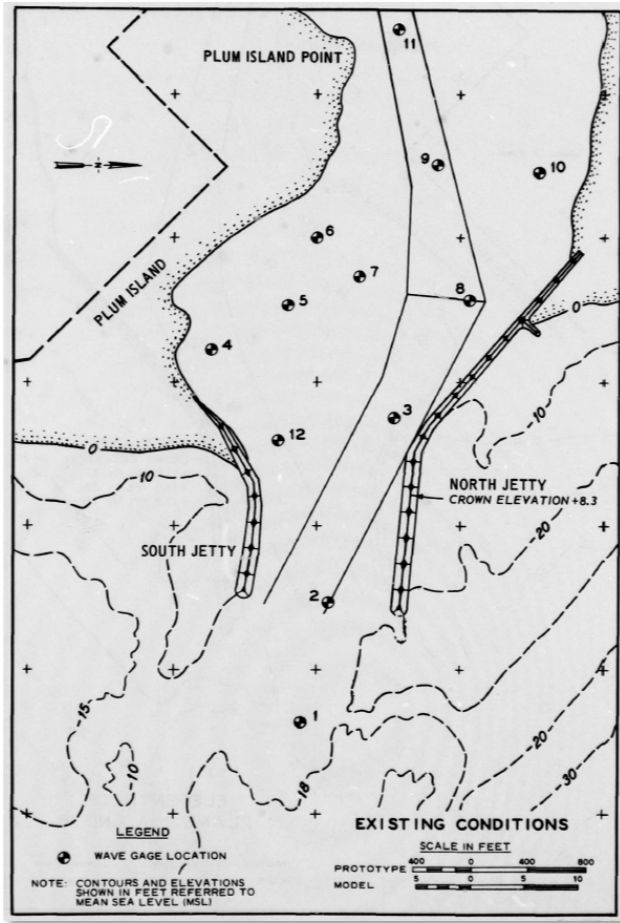 PLUM ISLAND POINT
11
N
9
10
6
7
PLUM ISLAND
5
8
0
4
3
10
12
0
10
NORTH JETTY
CROWN ELEVATION +8.3
20
SOUTH JETTY
2
15
1
20
10
18
30
LEGEND
WAVE GAGE LOCATION
NOTE: CONTOURS AND ELEVATIONS
SHOWN IN FEET REFERRED TO
MEAN SEA LEVEL (MSL)
EXISTING CONDITIONS
SCALE IN FEET
PROTOTYPE 400 0 400 800
MODEL 5 0 5 10